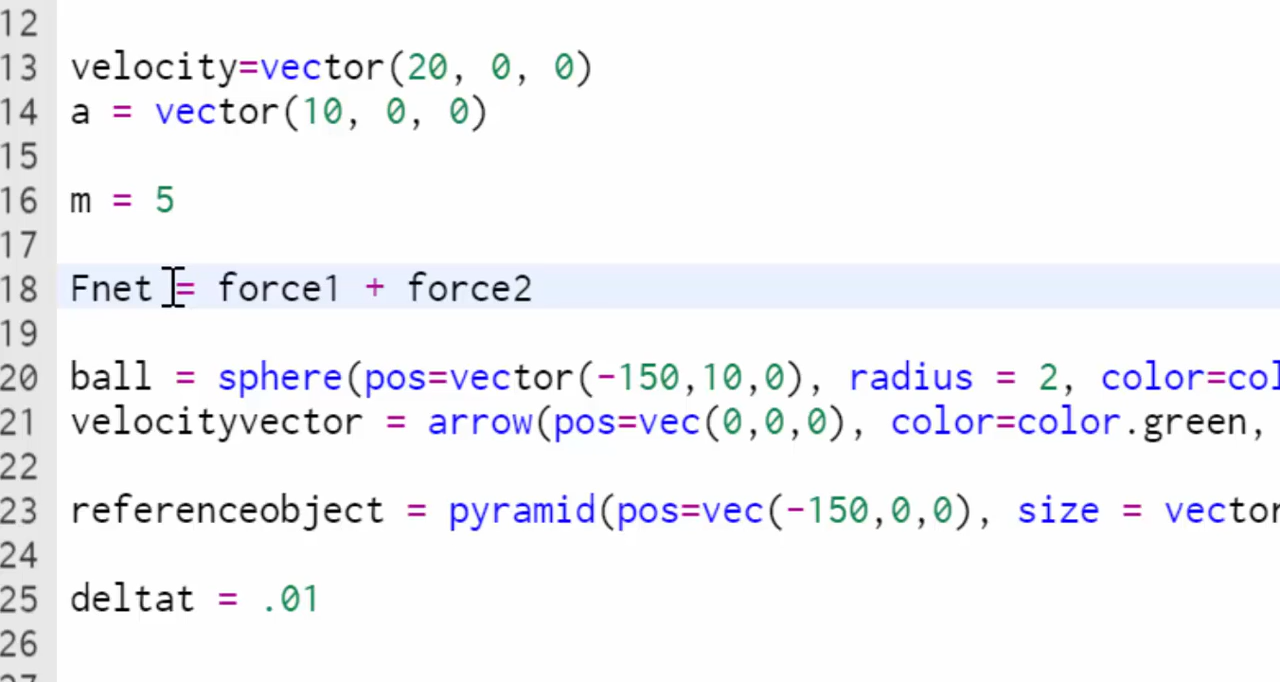 12
13 velocity=vector(20, 0, 0)
14 a = vector(10, 0, 0)
15
16 m = 5
17
18 Fnet = force1 + force2
19
20 ball = sphere(pos=vector(-150,10,0), radius = 2, color=col
21 velocityvector = arrow(pos=vec(0,0,0), color=color.green,
22
23 referenceobject = pyramid(pos=vec(-150,0,0), size = vector
24
25 deltat = .01
26